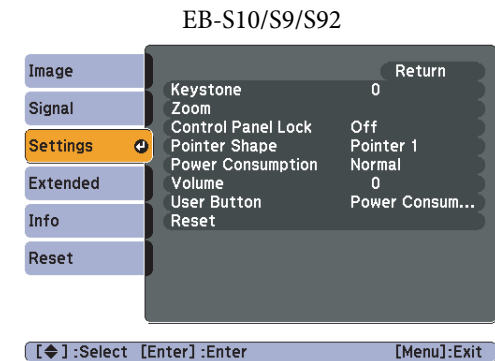 EB-S10/S9/S92
Image
Signal
Settings
Extended
Info
Reset
Return
Keystone 0
Zoom
Control Panel Lock Off
Pointer Shape Pointer 1
Power Consumption Normal
Volume 0
User Button Power Consum...
Reset
[◆] :Select [Enter] :Enter [Menu]:Exit